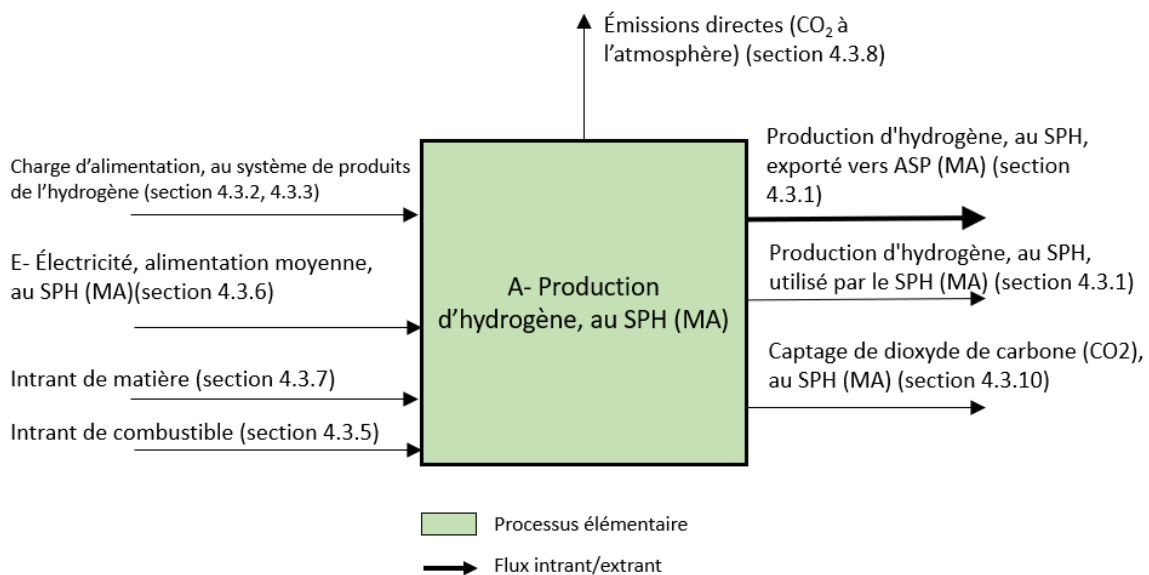 Émissions directes (CO₂ à
l'atmosphère) (section 4.3.8)
Charge d'alimentation, au système de produits
de l'hydrogène (section 4.3.2, 4.3.3)
E- Électricité, alimentation moyenne,
au SPH (MA)(section 4.3.6)
Intrant de matière (section 4.3.7)
Intrant de combustible (section 4.3.5)
A- Production
d'hydrogène, au SPH (MA)
Production d'hydrogène, au SPH,
exporté vers ASP (MA) (section
4.3.1)
Production d'hydrogène, au SPH,
utilisé par le SPH (MA) (section 4.3.1)
Captage de dioxyde de carbone (CO2),
au SPH (MA) (section 4.3.10)
Processus élémentaire
Flux intrant/extrant